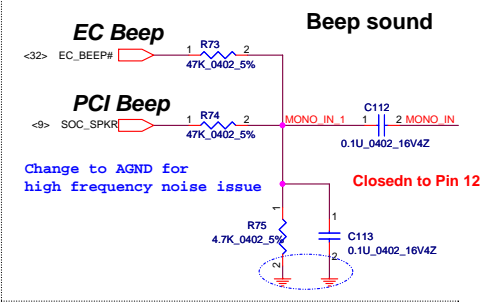 Beep sound
EC Beep
R73
1 2
<32> EC_BEEP#
47K_0402_5%
PCI Beep
R74
1 2
<9> SOC_SPKR
47K_0402_5%
C112
MONO_IN_1 1 2 MONO_IN
0.1U_0402_16V4Z
Change to AGND for
high frequency noise issue
Closedn to Pin 12
1
R75
4.7K_0402_5%
2
1
C113
0.1U_0402_16V4Z
2